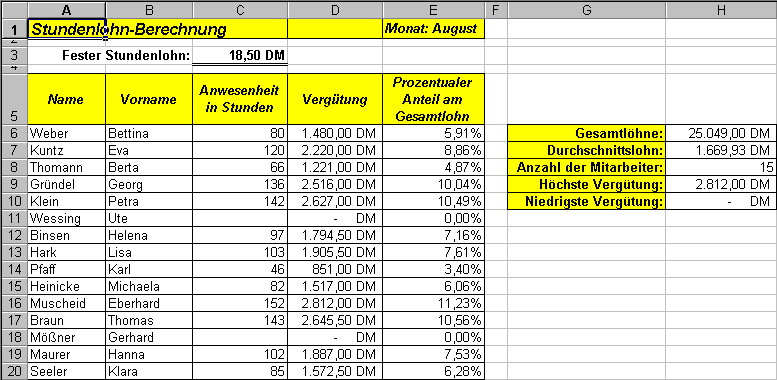 A B C D E F G H
1 Stundenlohn-Berechnung Monat: August
2
3 Fester Stundenlohn: 18,50 DM
4
5 Name Vorname Anwesenheit in Stunden Vergütung Prozentualer Anteil am Gesamtlohn
6 Weber Bettina 80 1.480,00 DM 5,91% Gesamtlöhne: 25.049,00 DM
7 Kuntz Eva 120 2.220,00 DM 8,86% Durchschnittslohn: 1.669,93 DM
8 Thomann Berta 66 1.221,00 DM 4,87% Anzahl der Mitarbeiter: 15
9 Gründel Georg 136 2.516,00 DM 10,04% Höchste Vergütung: 2.812,00 DM
10 Klein Petra 142 2.627,00 DM 10,49% Niedrigste Vergütung: - DM
11 Wessing Ute - DM 0,00%
12 Binsen Helena 97 1.794,50 DM 7,16%
13 Hark Lisa 103 1.905,50 DM 7,61%
14 Pfaff Karl 46 851,00 DM 3,40%
15 Heinicke Michaela 82 1.517,00 DM 6,06%
16 Muscheid Eberhard 152 2.812,00 DM 11,23%
17 Braun Thomas 143 2.645,50 DM 10,56%
18 Mößner Gerhard - DM 0,00%
19 Maurer Hanna 102 1.887,00 DM 7,53%
20 Seeler Klara 85 1.572,50 DM 6,28%